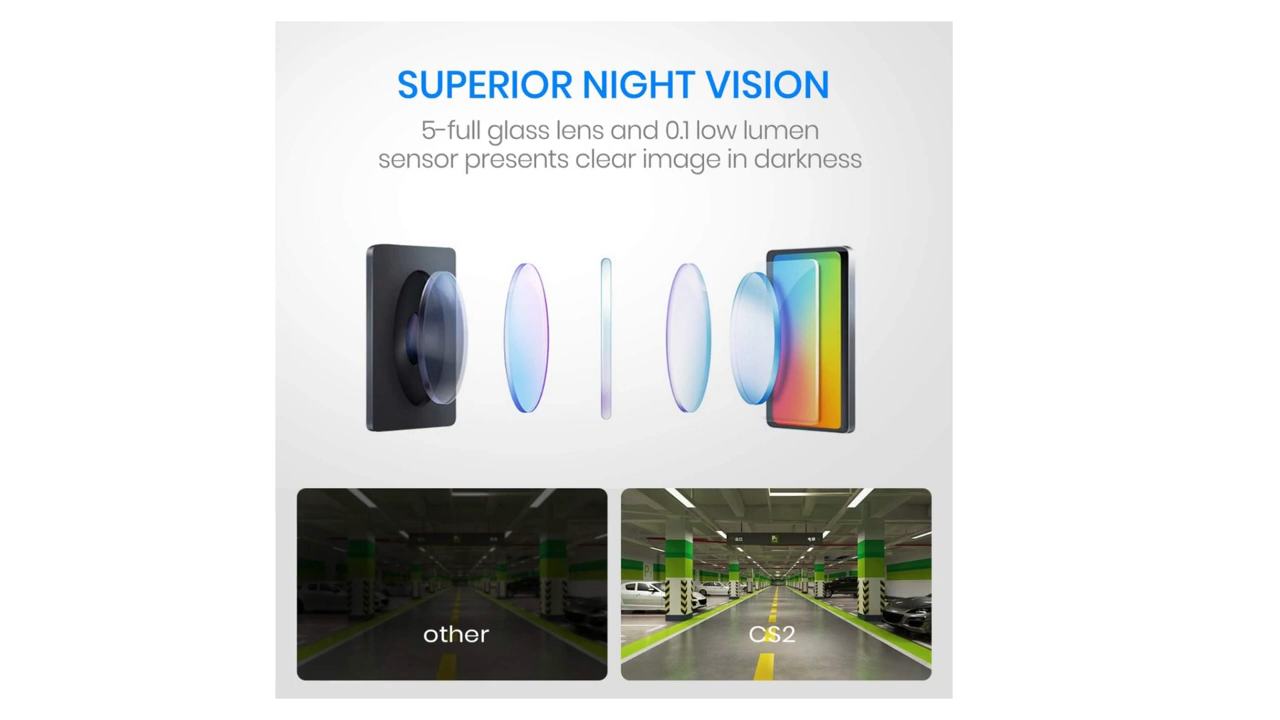 SUPERIOR NIGHT VISION
5-full glass lens and 0.1 low lumen
sensor presents clear image in darkness
other
CS2